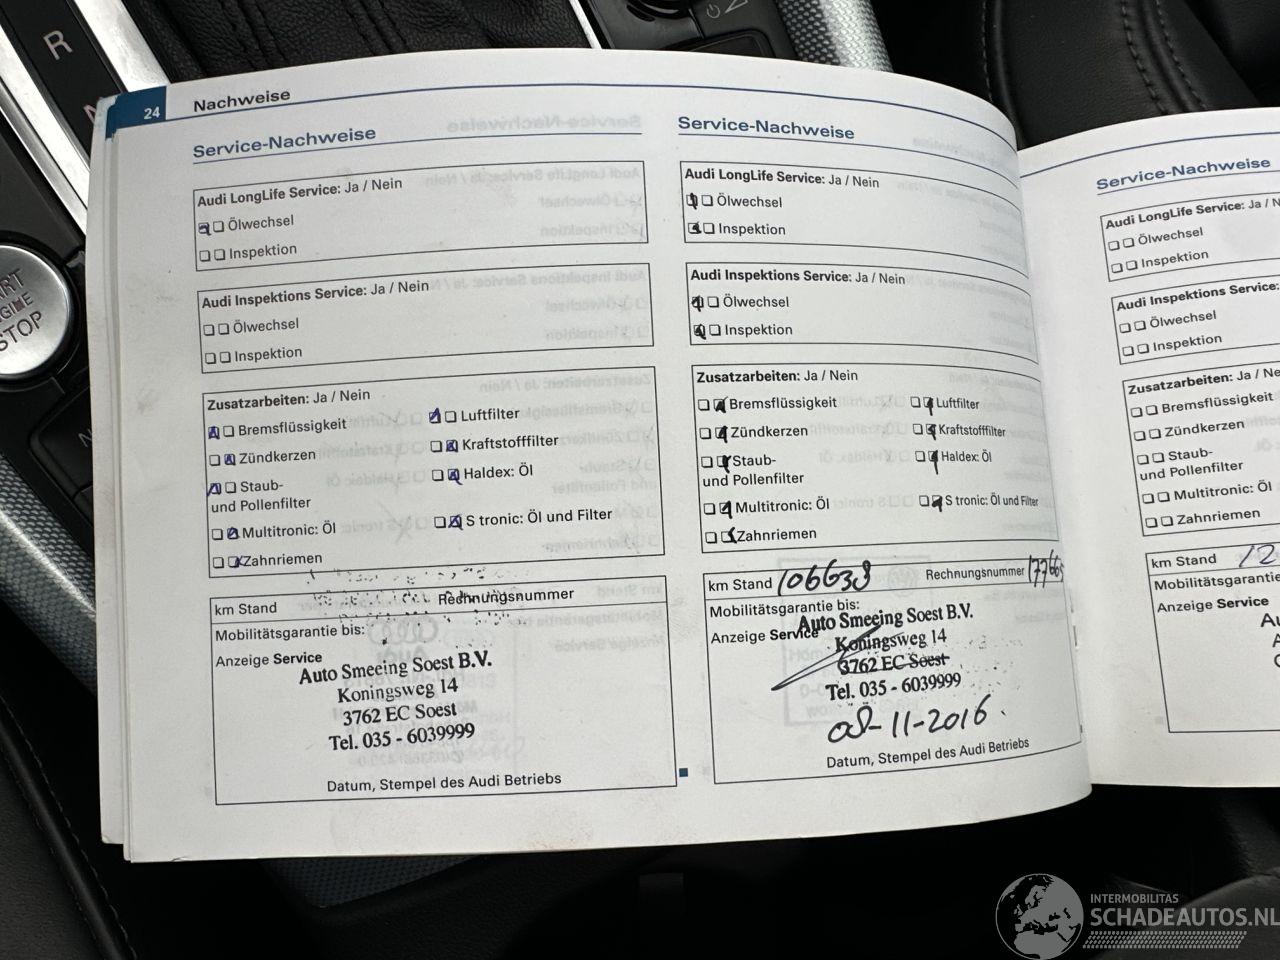 R
START
ENGINE
STOP
24 Nachweise
Service-Nachweise
Audi LongLife Service: Ja / Nein
Ölwechsel
Inspektion
Audi Inspektions Service: Ja / Nein
Ölwechsel
Inspektion
Zusatzarbeiten: Ja / Nein
Bremsflüssigkeit Luftfilter
Zündkerzen Kraftstofffilter
Staub- Haldex: Öl
und Pollenfilter
Multitronic: Öl S tronic: Öl und Filter
Zahnriemen
km Stand Rechnungsnummer
Mobilitätsgarantie bis:
Anzeige Service
Auto Smeeing Soest B.V.
Koningsweg 14
3762 EC Soest
Tel. 035 - 6039999
Datum, Stempel des Audi Betriebs
Service-Nachweise
Audi LongLife Service: Ja / Nein
Ölwechsel
Inspektion
Audi Inspektions Service: Ja / Nein
Ölwechsel
Inspektion
Zusatzarbeiten: Ja / Nein
Bremsflüssigkeit Luftfilter
Zündkerzen Kraftstofffilter
Staub- Haldex: Öl
und Pollenfilter
Multitronic: Öl S tronic: Öl und Filter
Zahnriemen
km Stand 106639 Rechnungsnummer
Mobilitätsgarantie bis:
Anzeige Service
Auto Smeeing Soest B.V.
Koningsweg 14
3762 EC Soest
Tel. 035 - 6039999
08-11-2016.
Datum, Stempel des Audi Betriebs
Service-Nachweise
Audi LongLife Service: Ja / N
Ölwechsel
Inspektion
Audi Inspektions Service:
Ölwechsel
Inspektion
Zusatzarbeiten: Ja / Ne
Bremsflüssigkeit
Zündkerzen
Staub-
und Pollenfilter
Multitronic: Öl
Zahnriemen
km Stand 12
Mobilitätsgarantie
Anzeige Service
INTERMOBILITAS
SCHADEAUTOS.NL